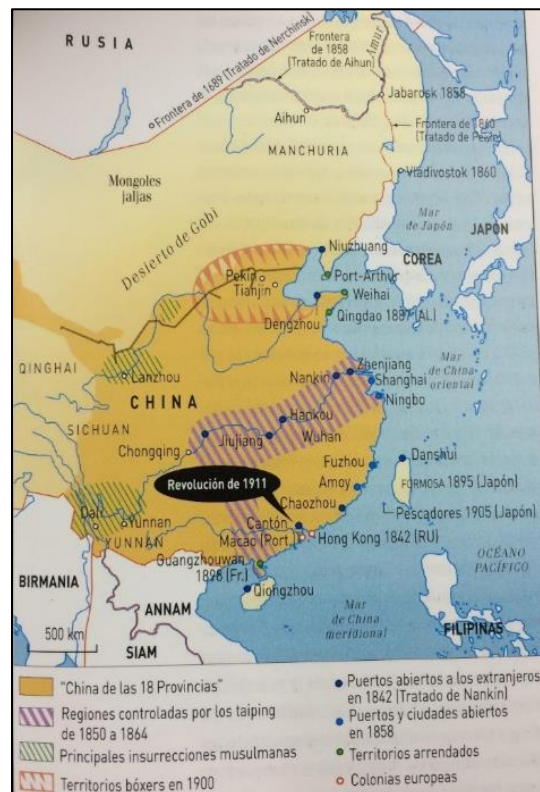 RUSIA
Frontera de 1689 (Tratado de Nerchinsk)
Frontera
de 1858
(Tratado de Aihun)
Amur
Jabarosk 1858
Aihun
Frontera de 1860
(Tratado de Pekín)
MANCHURIA
Mongoles
jaljas
Vladivostok 1860
Desierto de Gobi
Mar
de Japón
JAPÓN
Niuzhuang
COREA
Pekín
Port-Arthur
Tianjin
Weihai
Dengzhou
Qingdao 1897 (Al.)
QINGHAI
Lanzhou
Zhenjiang
Mar
de China
oriental
Nankín
Shanghai
CHINA
Ningbo
Hankou
SICHUAN
Jiujiang
Wuhan
Chongqing
Fuzhou
Danshui
Revolución de 1911
Amoy
FORMOSA 1895 (Japón)
Dali
Yunnan
Chaozhou
Pescadores 1905 (Japón)
YUNNÁN
Cantón
Macao (Port.)
Hong Kong 1842 (RU)
Guangzhouwan
1898 (Fr.)
OCÉANO
PACÍFICO
BIRMANIA
ANNAM
Qiongzhou
500 km
SIAM
Mar
de China
meridional
FILIPINAS
"China de las 18 Provincias"
Regiones controladas por los taiping
de 1850 a 1864
Principales insurrecciones musulmanas
Territorios bóxers en 1900
Puertos abiertos a los extranjeros
en 1842 (Tratado de Nankin)
Puertos y ciudades abiertos
en 1858
Territorios arrendados
Colonias europeas